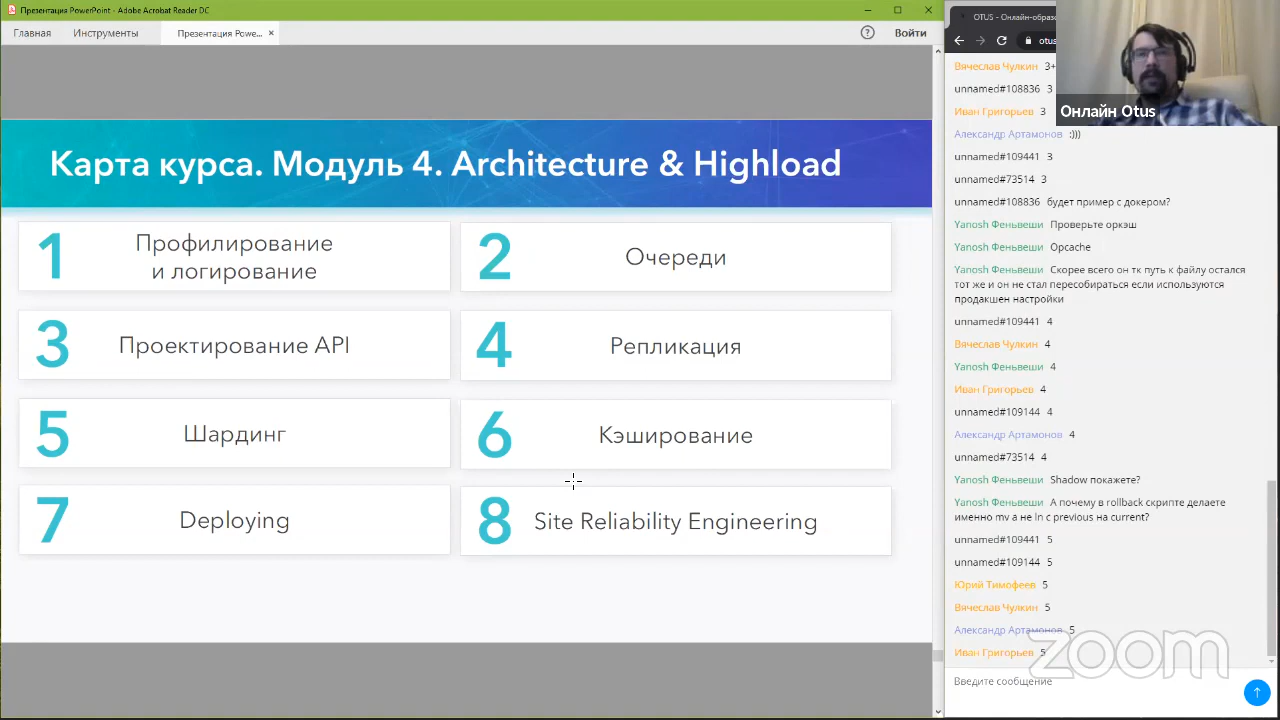 Презентация PowerPoint - Adobe Acrobat Reader DC
Главная
Инструменты
Презентация Powe...
Войти
Карта курса. Модуль 4. Architecture & Highload
1
Профилирование
и логирование
2
Очереди
3
Проектирование API
4
Репликация
5
Шардинг
6
Кэширование
7
Deploying
8
Site Reliability Engineering
OTUS - Онлайн-образо
otus
Онлайн Otus
Вячеслав Чулкин 3+
unnamed#108836 3
Иван Григорьев 3
Александр Артамонов :)))
unnamed#109441 3
unnamed#73514 3
unnamed#108836 будет пример с докером?
Yanosh Феньвеши Проверьте оркэш
Yanosh Феньвеши Opcache
Yanosh Феньвеши Скорее всего он тк путь к файлу остался
тот же и он не стал пересобираться если используются
продакшен настройки
unnamed#109441 4
Вячеслав Чулкин 4
Yanosh Феньвеши 4
Иван Григорьев 4
unnamed#109144 4
Александр Артамонов 4
unnamed#73514 4
Yanosh Феньвеши Shadow покажете?
Yanosh Феньвеши А почему в rollback скрипте делаете
именно mv а не ln с previous на current?
unnamed#109441 5
unnamed#109144 5
Юрий Тимофеев 5
Вячеслав Чулкин 5
Александр Артамонов 5
Иван Григорьев 5
zoom
Введите сообщение